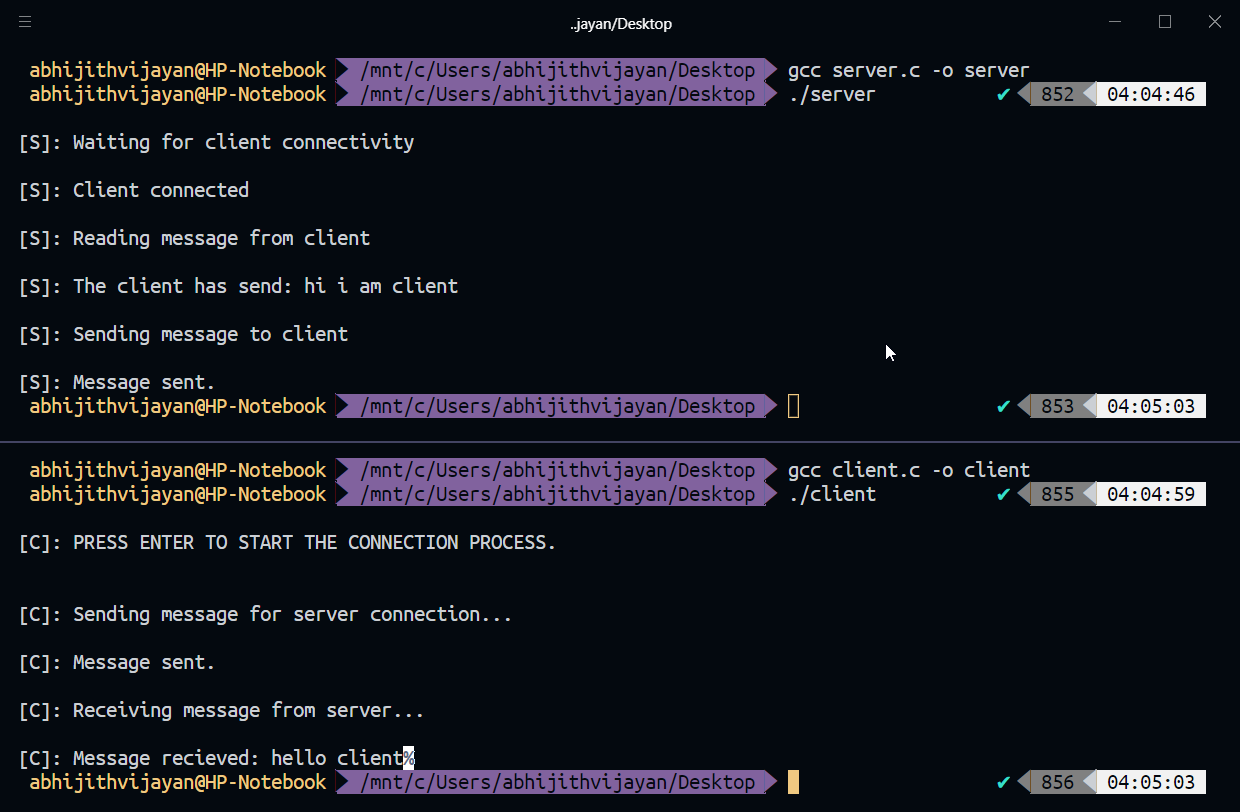 ..jayan/Desktop
abhijithvijayan@HP-Notebook /mnt/c/Users/abhijithvijayan/Desktop gcc server.c -o server
abhijithvijayan@HP-Notebook /mnt/c/Users/abhijithvijayan/Desktop ./server ✔ 852 04:04:46
[S]: Waiting for client connectivity
[S]: Client connected
[S]: Reading message from client
[S]: The client has send: hi i am client
[S]: Sending message to client
[S]: Message sent.
abhijithvijayan@HP-Notebook /mnt/c/Users/abhijithvijayan/Desktop ✔ 853 04:05:03
abhijithvijayan@HP-Notebook /mnt/c/Users/abhijithvijayan/Desktop gcc client.c -o client
abhijithvijayan@HP-Notebook /mnt/c/Users/abhijithvijayan/Desktop ./client ✔ 855 04:04:59
[C]: PRESS ENTER TO START THE CONNECTION PROCESS.
[C]: Sending message for server connection...
[C]: Message sent.
[C]: Receiving message from server...
[C]: Message recieved: hello client%
abhijithvijayan@HP-Notebook /mnt/c/Users/abhijithvijayan/Desktop ✔ 856 04:05:03